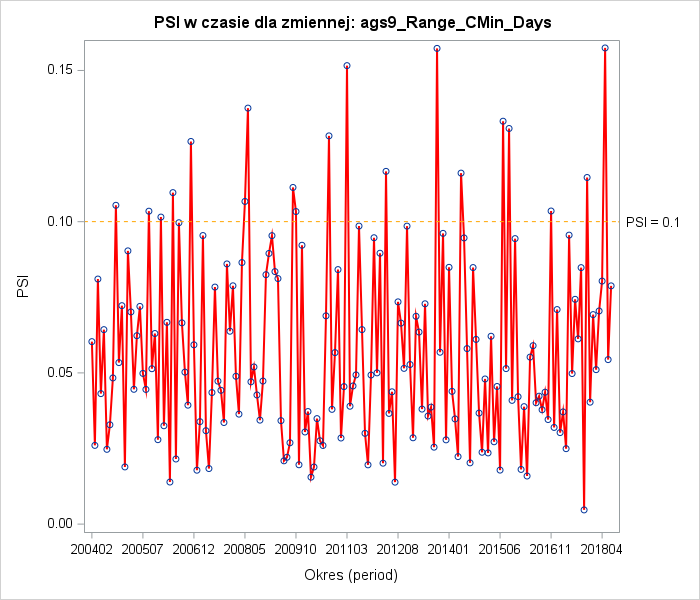 PSI w czasie dla zmiennej: ags9_Range_CMin_Days
0.15
0.10
PSI = 0.1
PSI
0.05
0.00
200402 200507 200612 200805 200910 201103 201208 201401 201506 201611 201804
Okres (period)